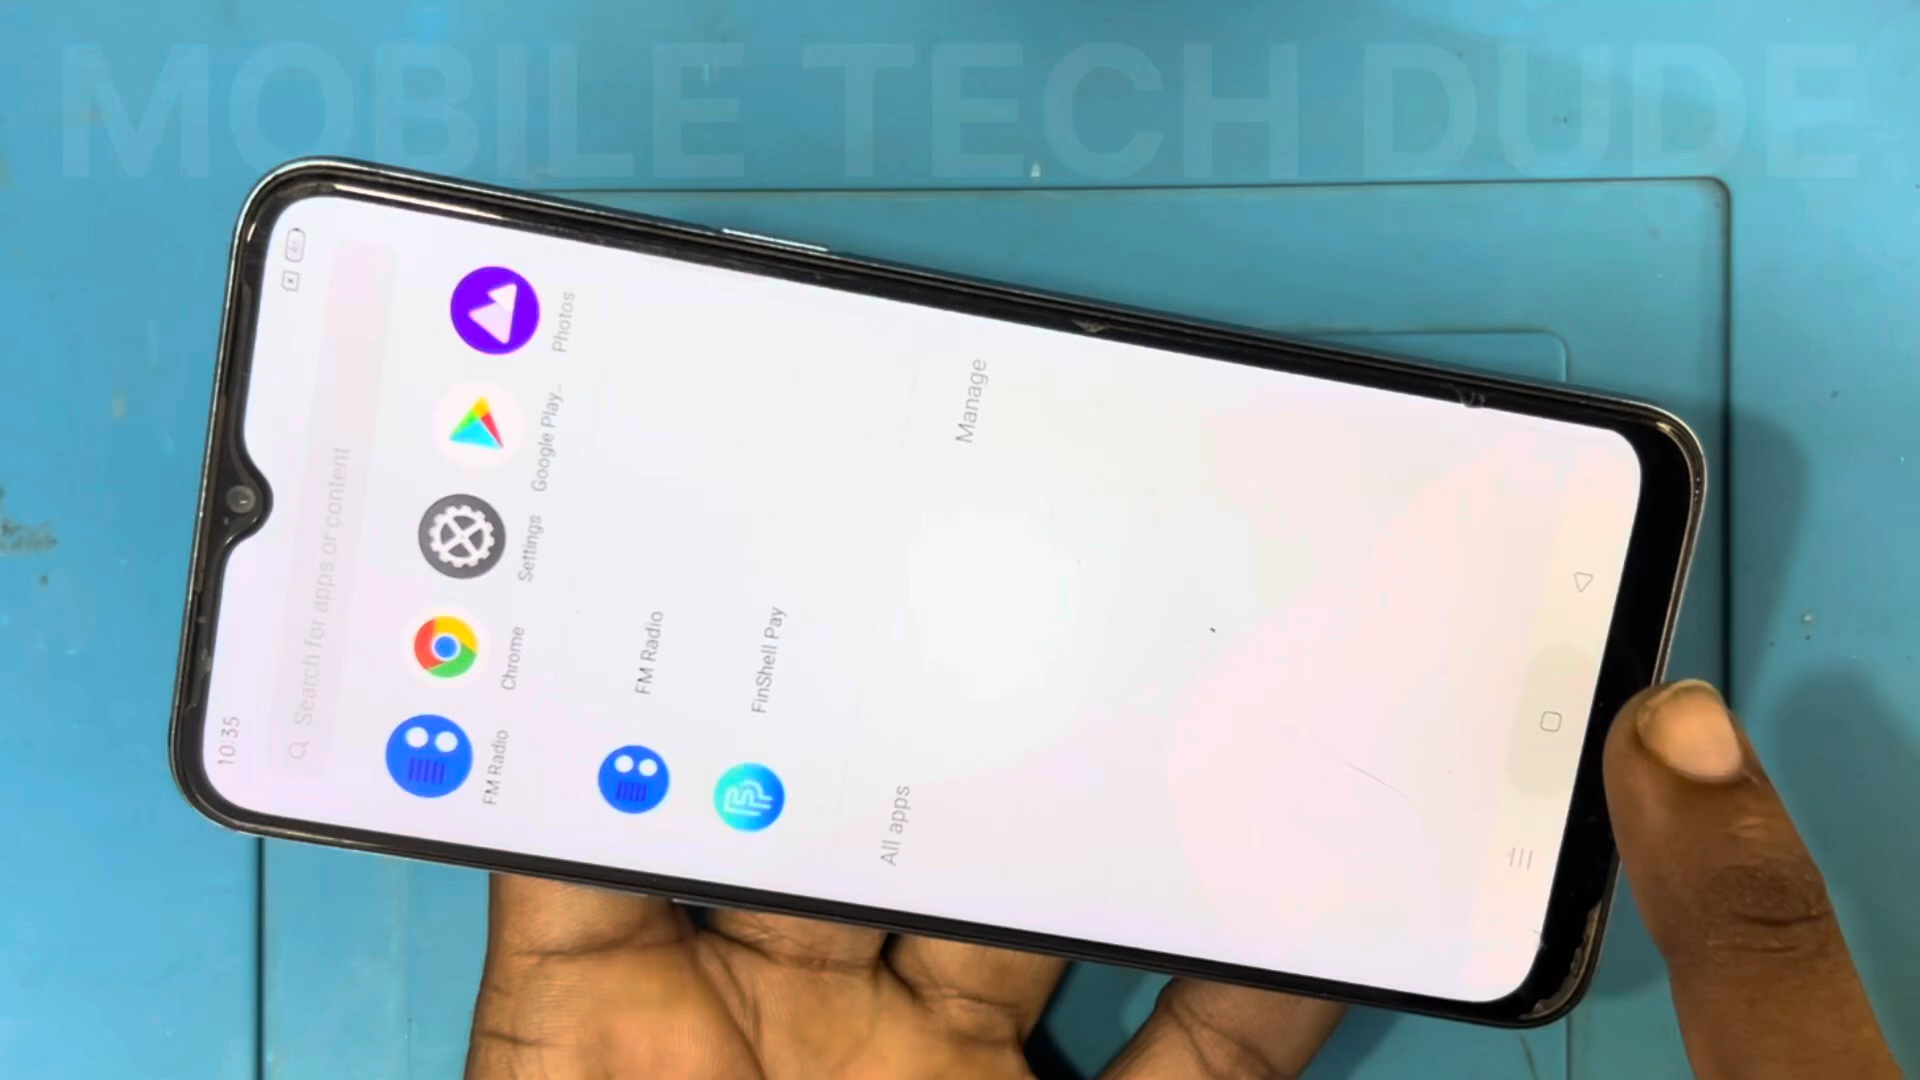 MOBILE TECH DUDE
10:35
Search for apps or content
FM Radio
Chrome
Settings
Google Play...
Photos
FM Radio
FinShell Pay
All apps
Manage